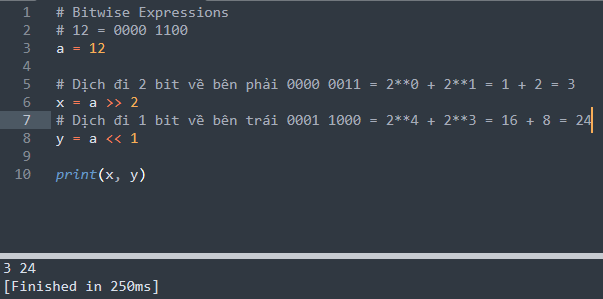 1 # Bitwise Expressions
2 # 12 = 0000 1100
3 a = 12
4
5 # Dịch đi 2 bit về bên phải 0000 0011 = 2**0 + 2**1 = 1 + 2 = 3
6 x = a >> 2
7 # Dịch đi 1 bit về bên trái 0001 1000 = 2**4 + 2**3 = 16 + 8 = 24
8 y = a << 1
9
10 print(x, y)
3 24
[Finished in 250ms]